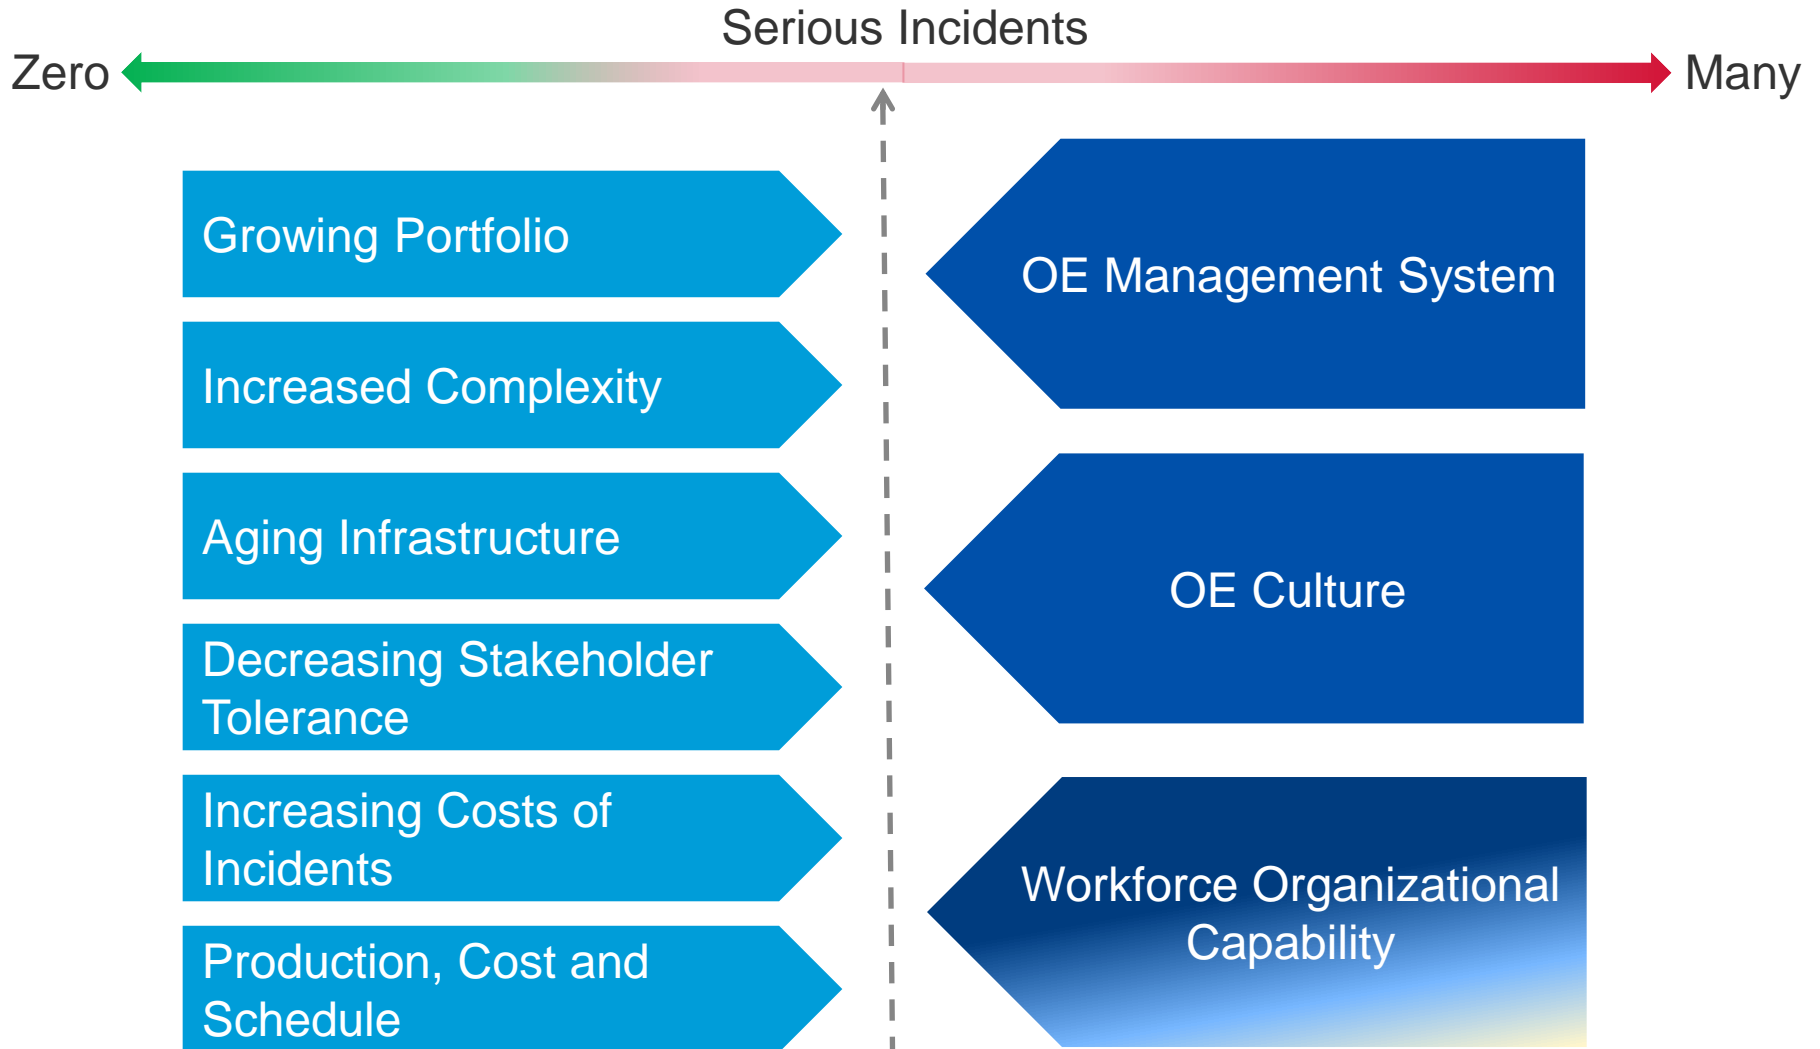 Serious Incidents
Zero
Many
Growing Portfolio
Increased Complexity
Aging Infrastructure
Decreasing Stakeholder
Tolerance
Increasing Costs of
Incidents
Production, Cost and
Schedule
OE Management System
OE Culture
Workforce Organizational
Capability